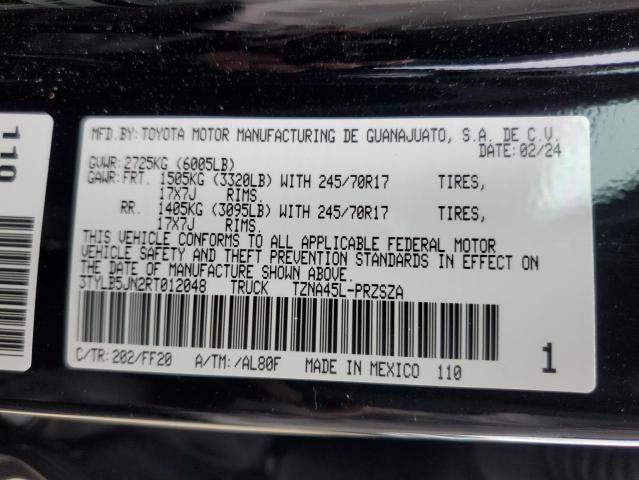 MFD.BY: TOYOTA MOTOR MANUFACTURING DE GUANAJUATO, S.A. DE C.V.
DATE: 02/24
GVWR: 2725KG (6005LB)
GAWR: FRT. 1505KG (3320LB) WITH 245/70R17 TIRES,
17X7J RIMS.
RR. 1405KG (3095LB) WITH 245/70R17 TIRES,
17X7J RIMS.
THIS VEHICLE CONFORMS TO ALL APPLICABLE FEDERAL MOTOR
VEHICLE SAFETY AND THEFT PREVENTION STANDARDS IN EFFECT ON
THE DATE OF MANUFACTURE SHOWN ABOVE.
3TYLB5JN2RT012048 TRUCK TZNA45L-PRZSZA
C/TR: 202/FF20 A/TM: /AL80F MADE IN MEXICO 110
1
110